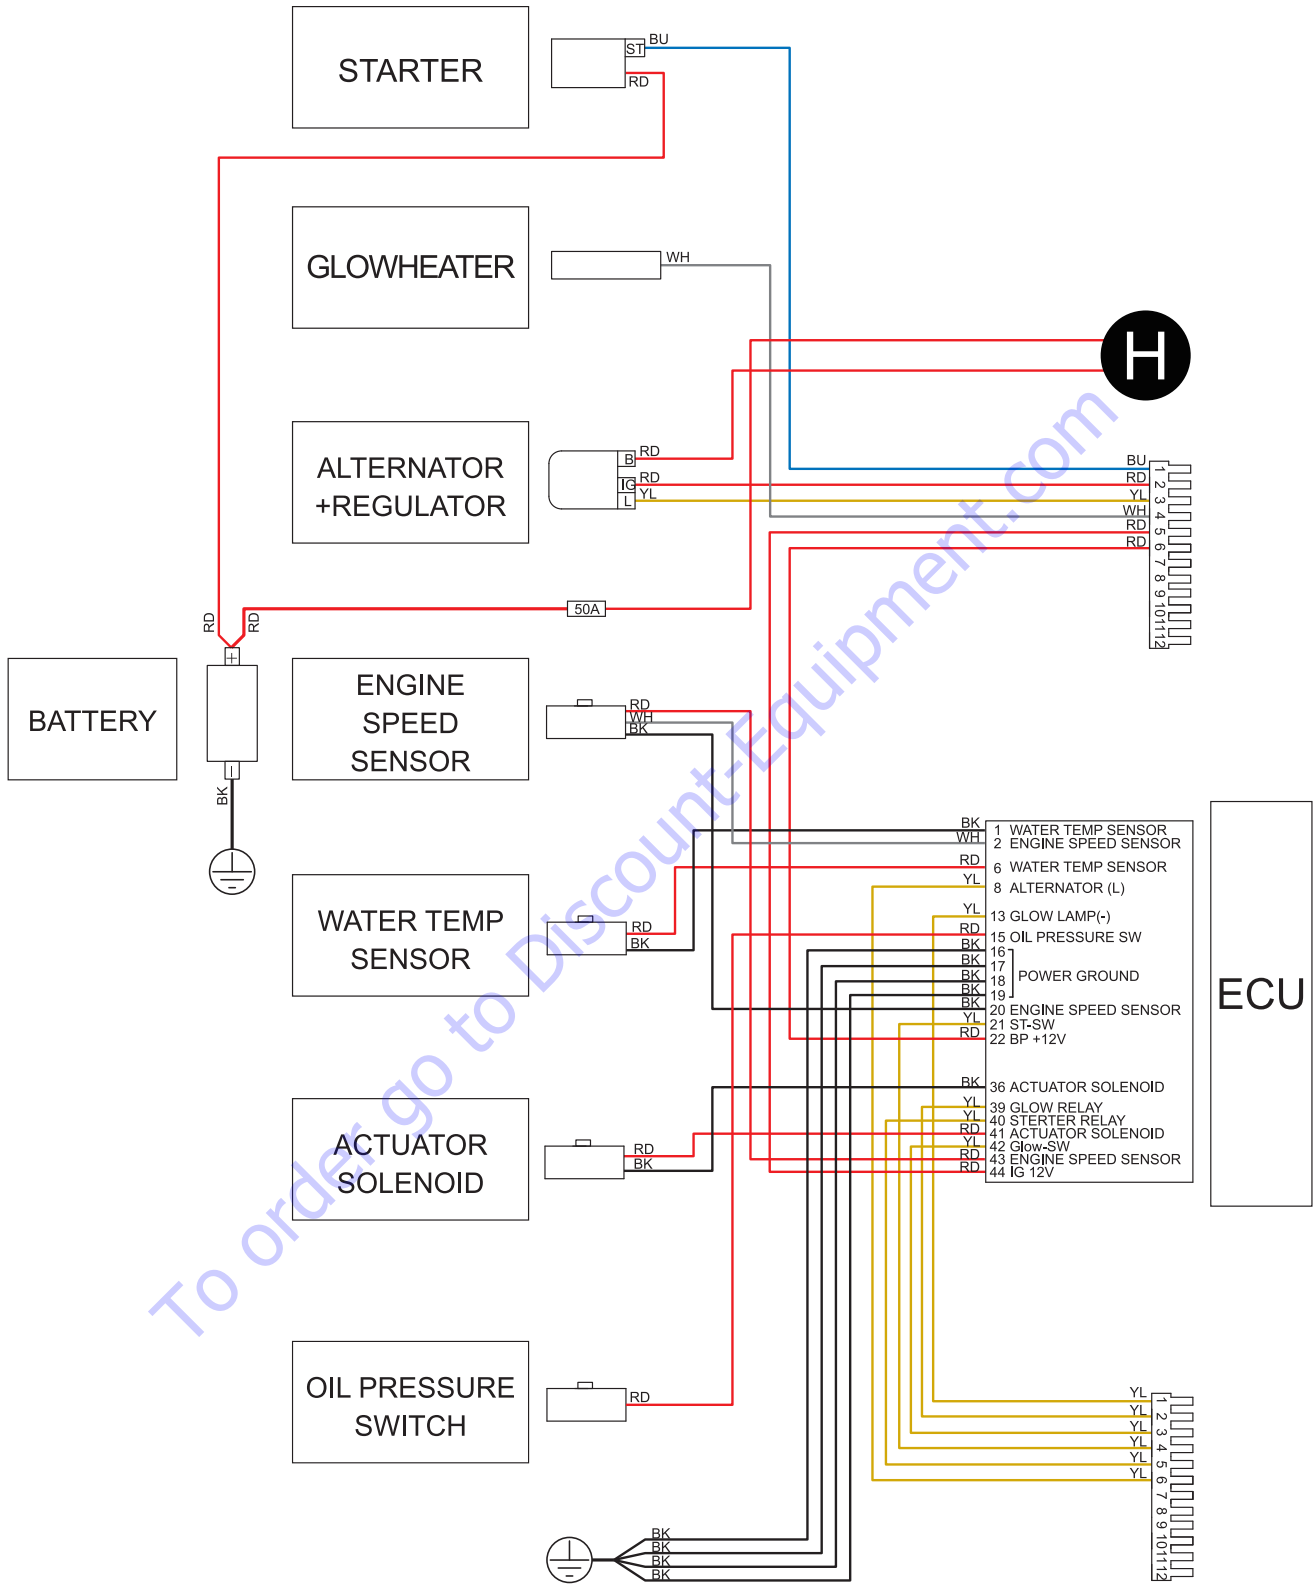 STARTER
ST
BU
RD
GLOWHEATER
WH
H
ALTERNATOR
+REGULATOR
B RD
IG RD
L YL
BU 1
RD 2
YL 3
WH 4
RD 5
RD 6
7
8
9
10
11
12
RD
RD
50A
BATTERY
+
−
BK
ENGINE
SPEED
SENSOR
RD
WH
BK
WATER TEMP
SENSOR
RD
BK
ACTUATOR
SOLENOID
RD
BK
OIL PRESSURE
SWITCH
RD
BK 1 WATER TEMP SENSOR
WH 2 ENGINE SPEED SENSOR
RD 6 WATER TEMP SENSOR
YL 8 ALTERNATOR (L)
YL 13 GLOW LAMP(-)
RD 15 OIL PRESSURE SW
BK 16
BK 17
POWER GROUND
BK 18
BK 19
BK 20 ENGINE SPEED SENSOR
YL 21 ST-SW
RD 22 BP +12V
BK 36 ACTUATOR SOLENOID
YL 39 GLOW RELAY
YL 40 STERTER RELAY
RD 41 ACTUATOR SOLENOID
YL 42 Glow-SW
RD 43 ENGINE SPEED SENSOR
RD 44 IG 12V
ECU
YL 1
YL 2
YL 3
YL 4
YL 5
YL 6
7
8
9
10
11
12
BK
BK
BK
BK
To order go to Discount-Equipment.com